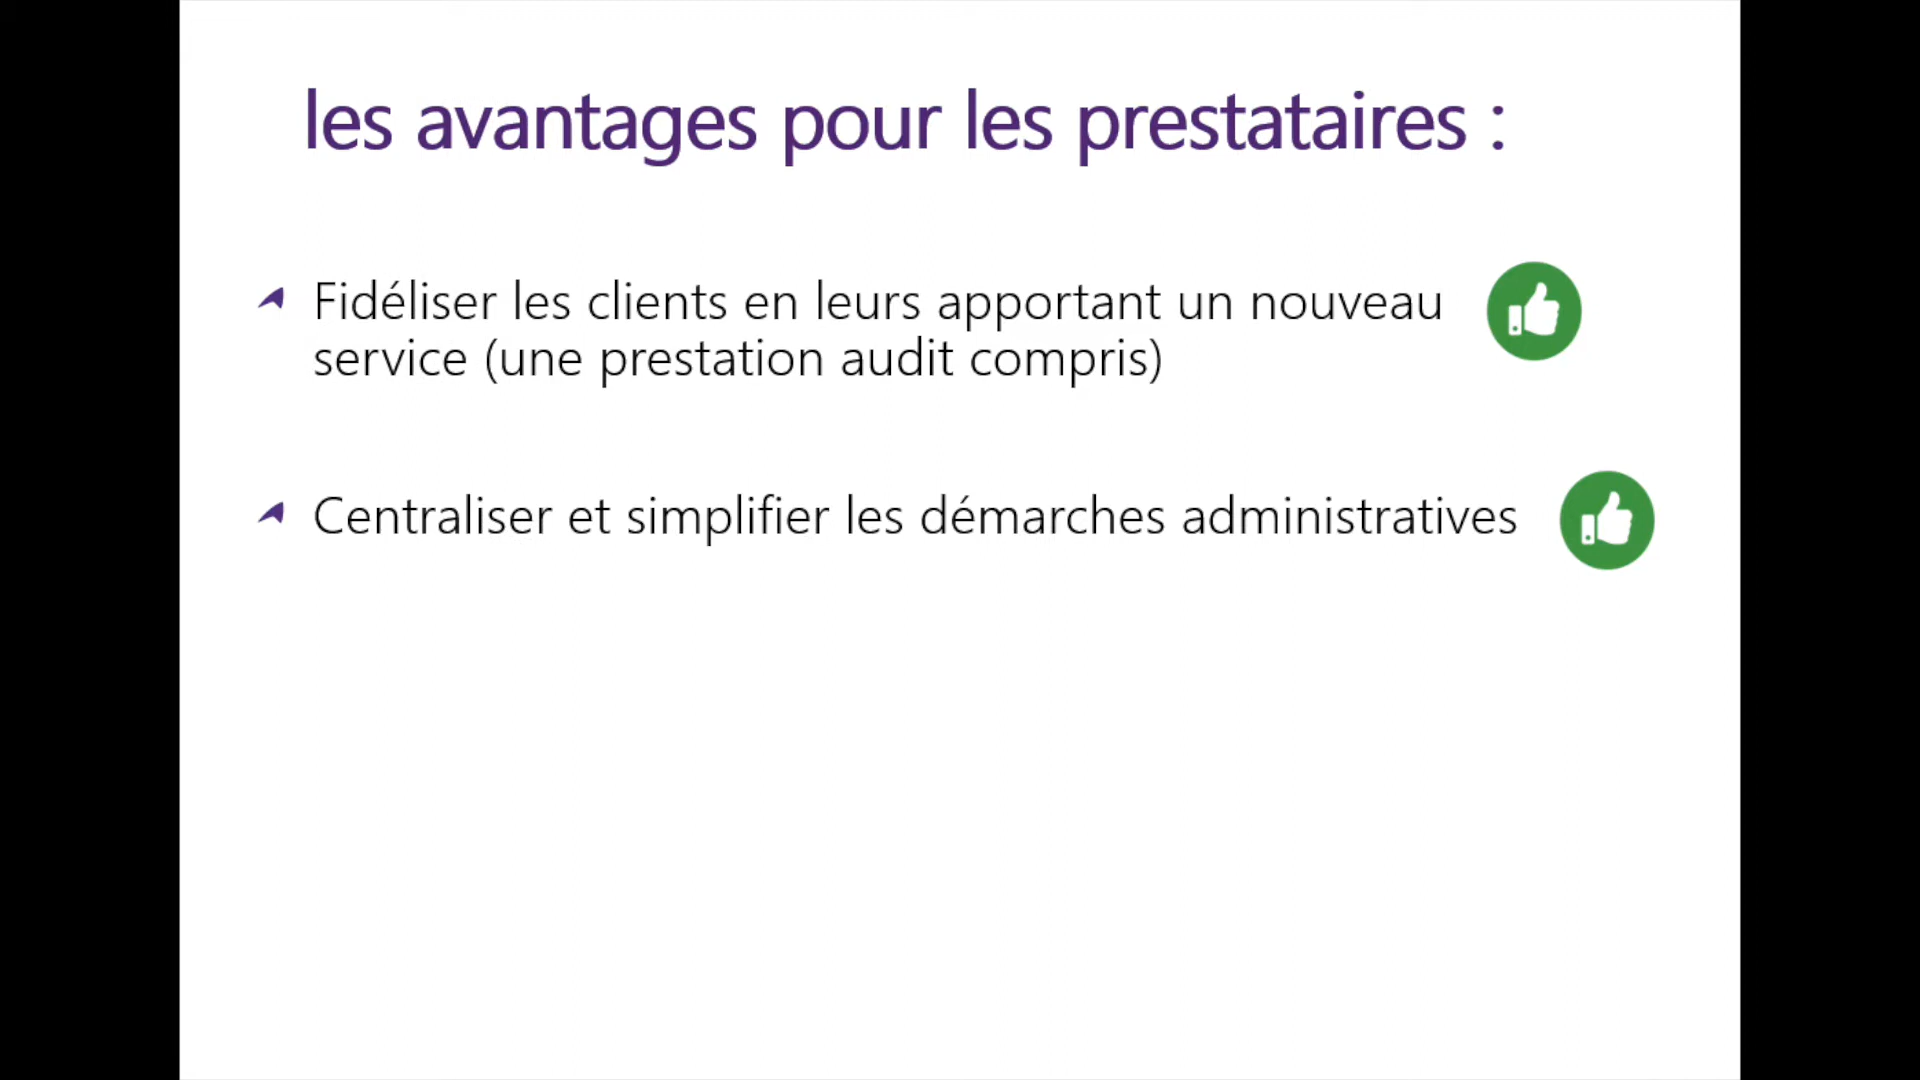 les avantages pour les prestataires :
Fidéliser les clients en leurs apportant un nouveau
service (une prestation audit compris)
Centraliser et simplifier les démarches administratives